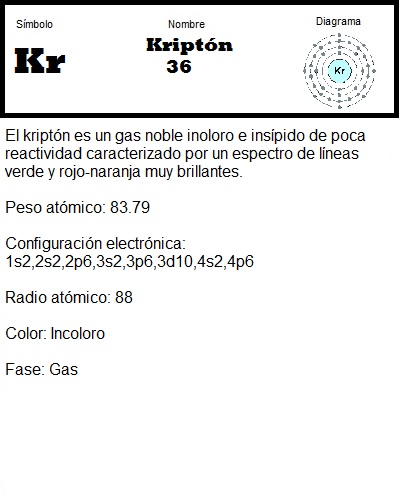 Símbolo
Nombre
Diagrama
Kr
Kriptón
36
Kr
El kriptón es un gas noble inoloro e insípido de poca
reactividad caracterizado por un espectro de líneas
verde y rojo-naranja muy brillantes.
Peso atómico: 83.79
Configuración electrónica:
1s2,2s2,2p6,3s2,3p6,3d10,4s2,4p6
Radio atómico: 88
Color: Incoloro
Fase: Gas